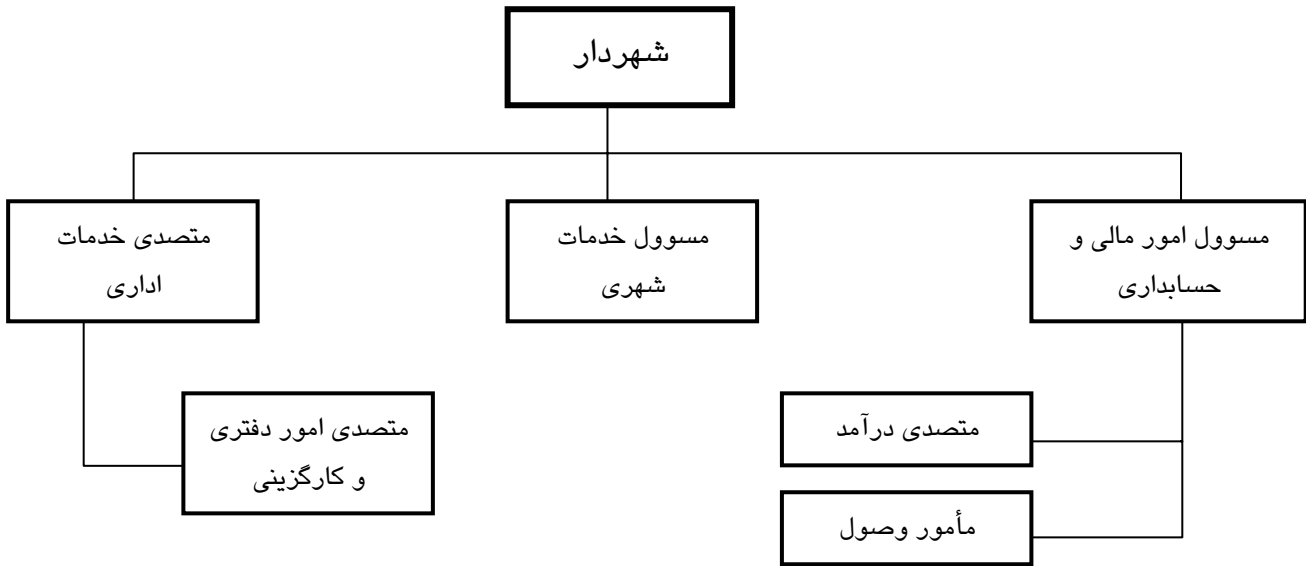 شهردار
مسوول امور مالی و
حسابداری
مسوول خدمات
شهری
متصدی خدمات
اداری
متصدی درآمد
مأمور وصول
متصدی امور دفتری
و کارگزینی